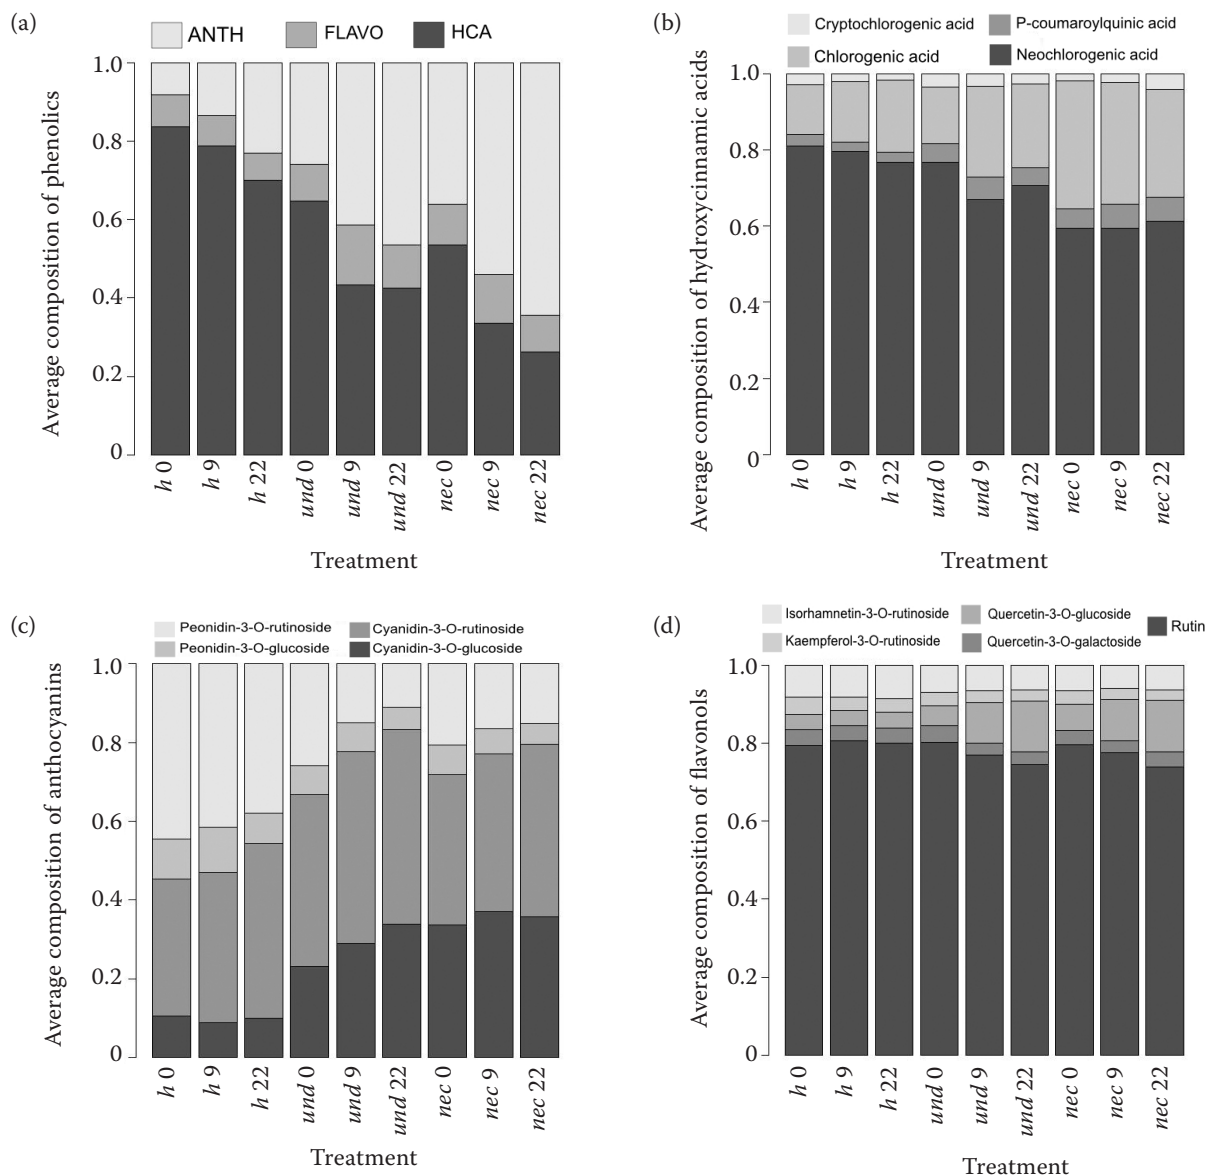 (a)
ANTH FLAVO HCA
Average composition of phenolics
1.0
0.8
0.6
0.4
0.2
0
h 0 h 9 h 22 und 0 und 9 und 22 nec 0 nec 9 nec 22
Treatment
(b)
Cryptochlorogenic acid P-coumaroylquinic acid
Chlorogenic acid Neochlorogenic acid
Average composition of hydroxycinnamic acids
1.0
0.8
0.6
0.4
0.2
0
h 0 h 9 h 22 und 0 und 9 und 22 nec 0 nec 9 nec 22
Treatment
(c)
Peonidin-3-O-rutinoside Cyanidin-3-O-rutinoside
Peonidin-3-O-glucoside Cyanidin-3-O-glucoside
Average composition of anthocyanins
1.0
0.8
0.6
0.4
0.2
0
h 0 h 9 h 22 und 0 und 9 und 22 nec 0 nec 9 nec 22
Treatment
(d)
Isorhamnetin-3-O-rutinoside Quercetin-3-O-glucoside Rutin
Kaempferol-3-O-rutinoside Quercetin-3-O-galactoside
Average composition of flavonols
1.0
0.8
0.6
0.4
0.2
0
h 0 h 9 h 22 und 0 und 9 und 22 nec 0 nec 9 nec 22
Treatment